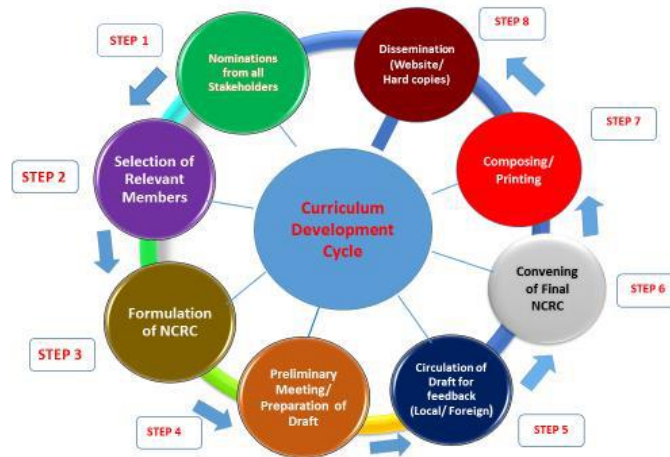 STEP 1
Nominations
from all
Stakeholders
STEP 2
Selection of
Relevant
Members
STEP 3
Formulation
of NCRC
STEP 4
Preliminary
Meeting/
Preparation of
Draft
STEP 5
Circulation of
Draft for
feedback
(Local/ Foreign)
STEP 6
Convening
of Final
NCRC
STEP 7
Composing/
Printing
STEP 8
Dissemination
(Website/
Hard copies)
Curriculum
Development
Cycle